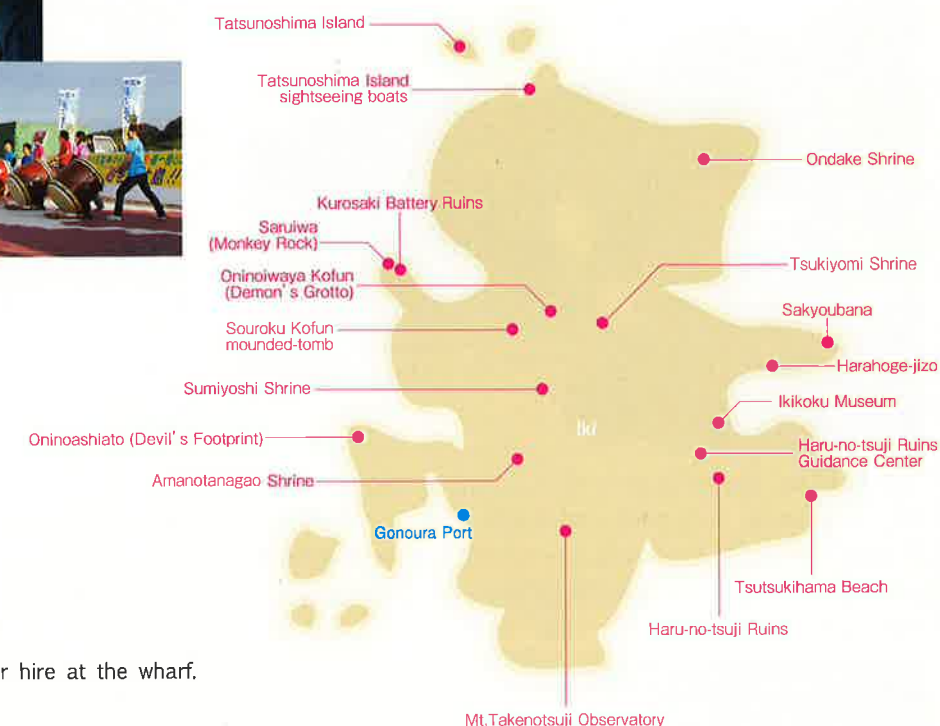 Tatsunoshima Island
Tatsunoshima Island
sightseeing boats
Ondake Shrine
Kurosaki Battery Ruins
Saruiwa
(Monkey Rock)
Oninoiwaya Kofun
(Demon's Grotto)
Tsukiyomi Shrine
Souroku Kofun
mounded-tomb
Sakyoubana
Harahoge-jizo
Sumiyoshi Shrine
Ikikoku Museum
Iki
Oninoashiato (Devil's Footprint)
Haru-no-tsuji Ruins
Guidance Center
Amanotanagao Shrine
Gonoura Port
Tsutsukihama Beach
Haru-no-tsuji Ruins
r hire at the wharf.
Mt.Takenotsuji Observatory